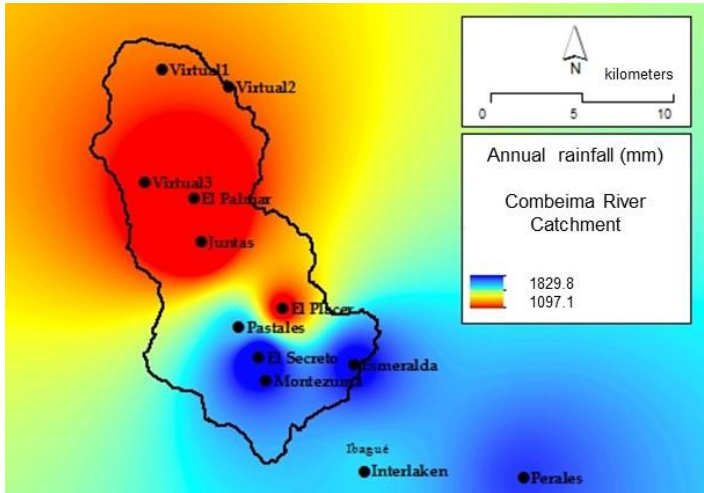 Virtual1
Virtual2
Virtual3
El Palmar
Juntas
El Placer
Pastales
El Secreto
Esmeralda
Montezuma
Ibagué
Interlaken
Perales
N
kilometers
0 5 10
Annual rainfall (mm)
Combeima River
Catchment
1829.8
1097.1